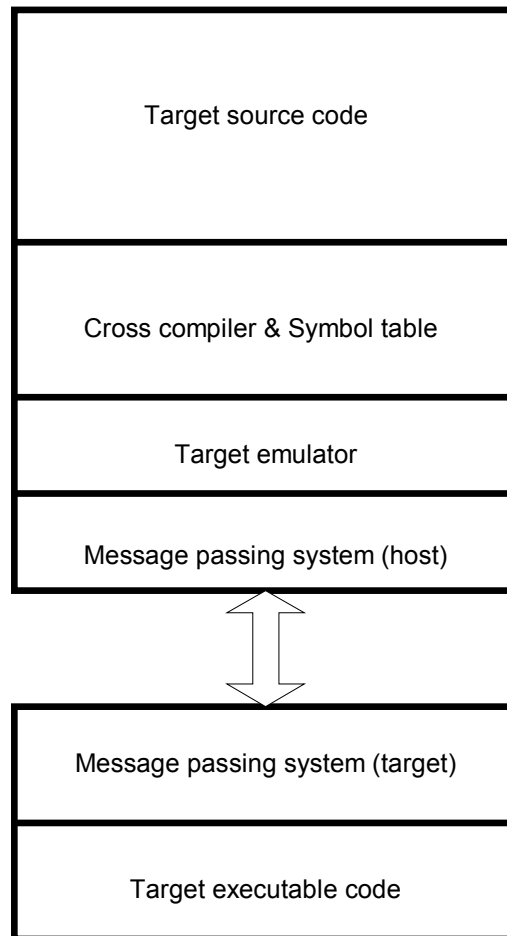 Target source code
Cross compiler & Symbol table
Target emulator
Message passing system (host)
Message passing system (target)
Target executable code